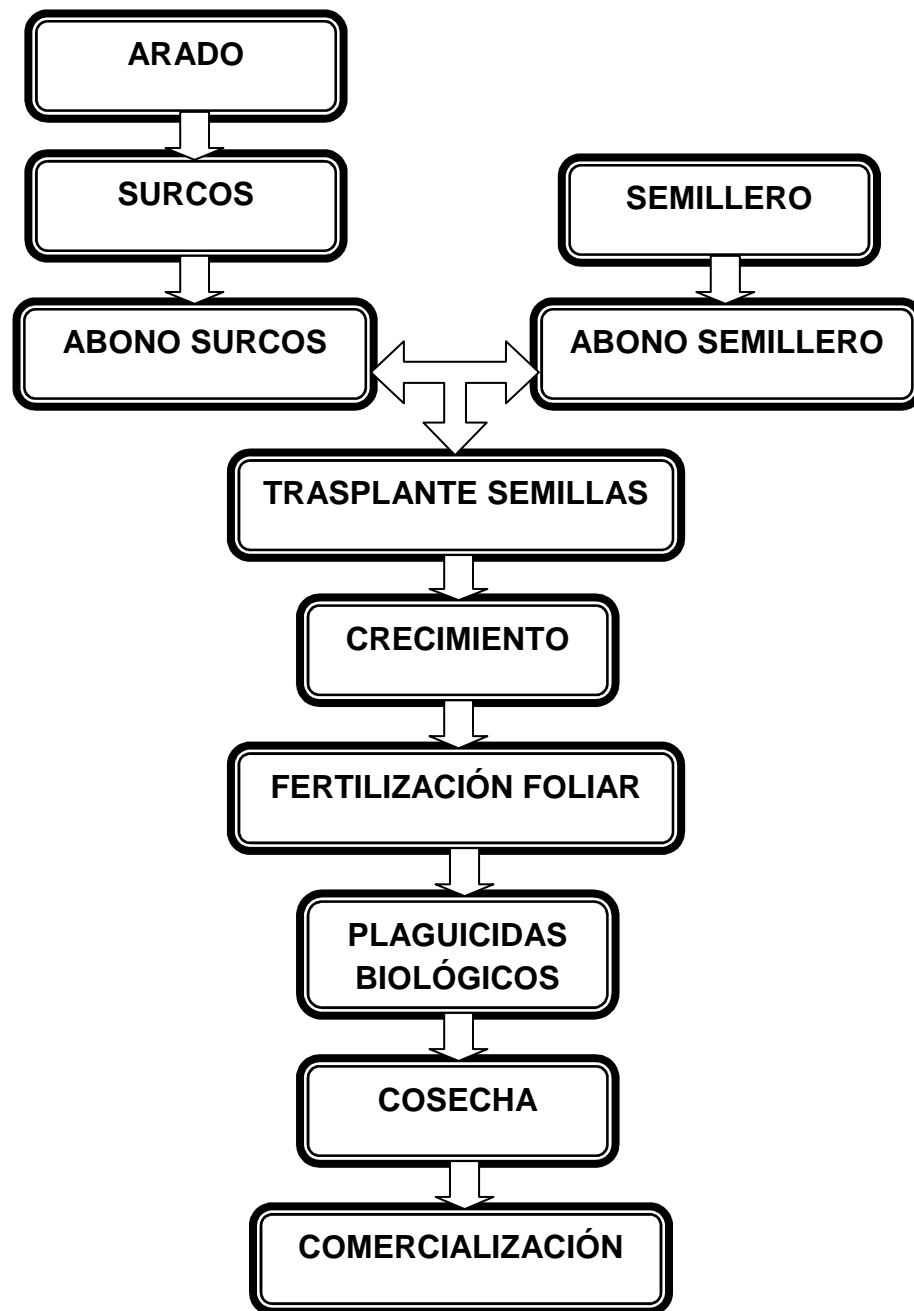 ARADO
SURCOS
SEMILLERO
ABONO SURCOS
ABONO SEMILLERO
TRASPLANTE SEMILLAS
CRECIMIENTO
FERTILIZACIÓN FOLIAR
PLAGUICIDAS
BIOLÓGICOS
COSECHA
COMERCIALIZACIÓN